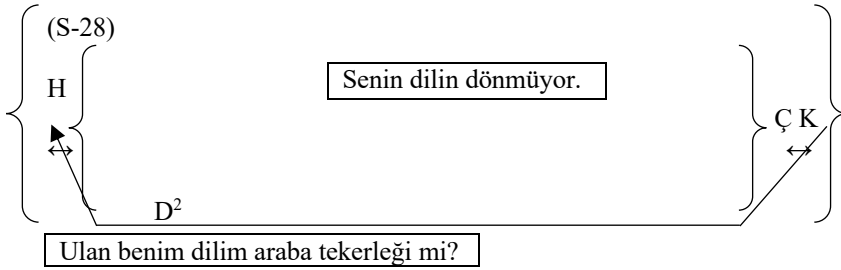 (S-28)
H
Senin dilin dönmüyor.
Ç K
↔
↔
D²
Ulan benim dilim araba tekerleği mi?